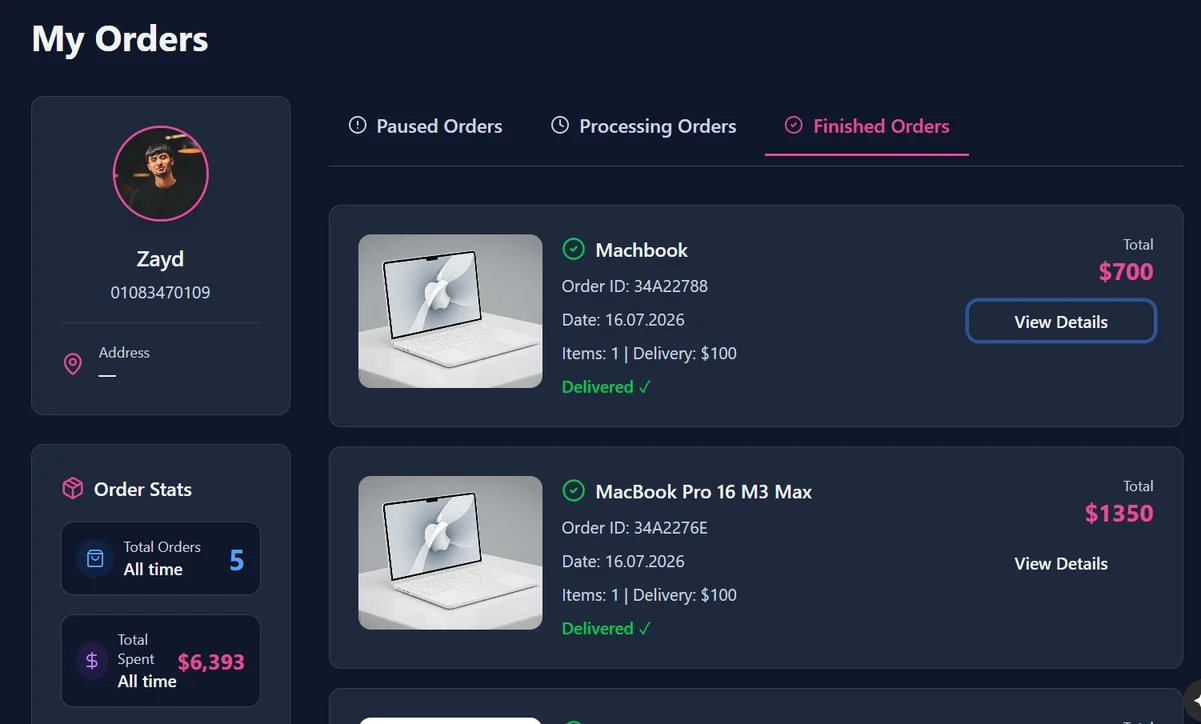 My Orders
Zayd
01083470109
Address
—
Order Stats
Total Orders
All time
5
Total
Spent
All time
$6,393
Paused Orders
Processing Orders
Finished Orders
Machbook
Order ID: 34A22788
Date: 16.07.2026
Items: 1 | Delivery: $100
Delivered ✓
Total
$700
View Details
MacBook Pro 16 M3 Max
Order ID: 34A2276E
Date: 16.07.2026
Items: 1 | Delivery: $100
Delivered ✓
Total
$1350
View Details